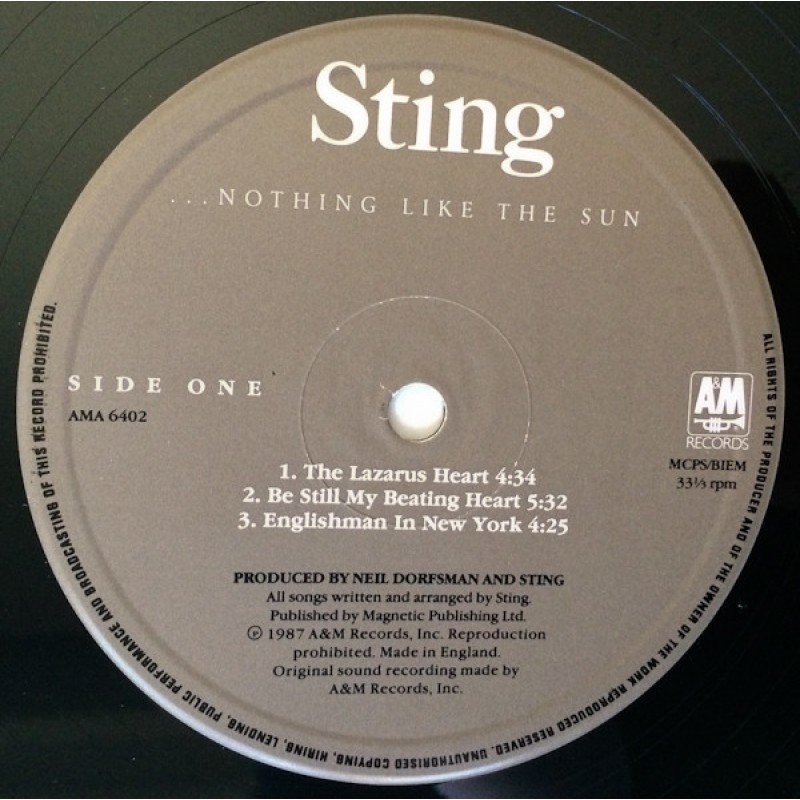 Sting
...NOTHING LIKE THE SUN
SIDE ONE
AMA 6402
A&M
RECORDS
MCPS/BIEM
33⅓ rpm
1. The Lazarus Heart 4:34
2. Be Still My Beating Heart 5:32
3. Englishman In New York 4:25
PRODUCED BY NEIL DORFSMAN AND STING
All songs written and arranged by Sting.
Published by Magnetic Publishing Ltd.
℗ 1987 A&M Records, Inc. Reproduction
prohibited. Made in England.
Original sound recording made by
A&M Records, Inc.
ALL RIGHTS OF THE PRODUCER AND OF THE OWNER OF THE WORK REPRODUCED RESERVED. UNAUTHORISED COPYING, HIRING, LENDING, PUBLIC PERFORMANCE AND BROADCASTING OF THIS RECORD PROHIBITED.